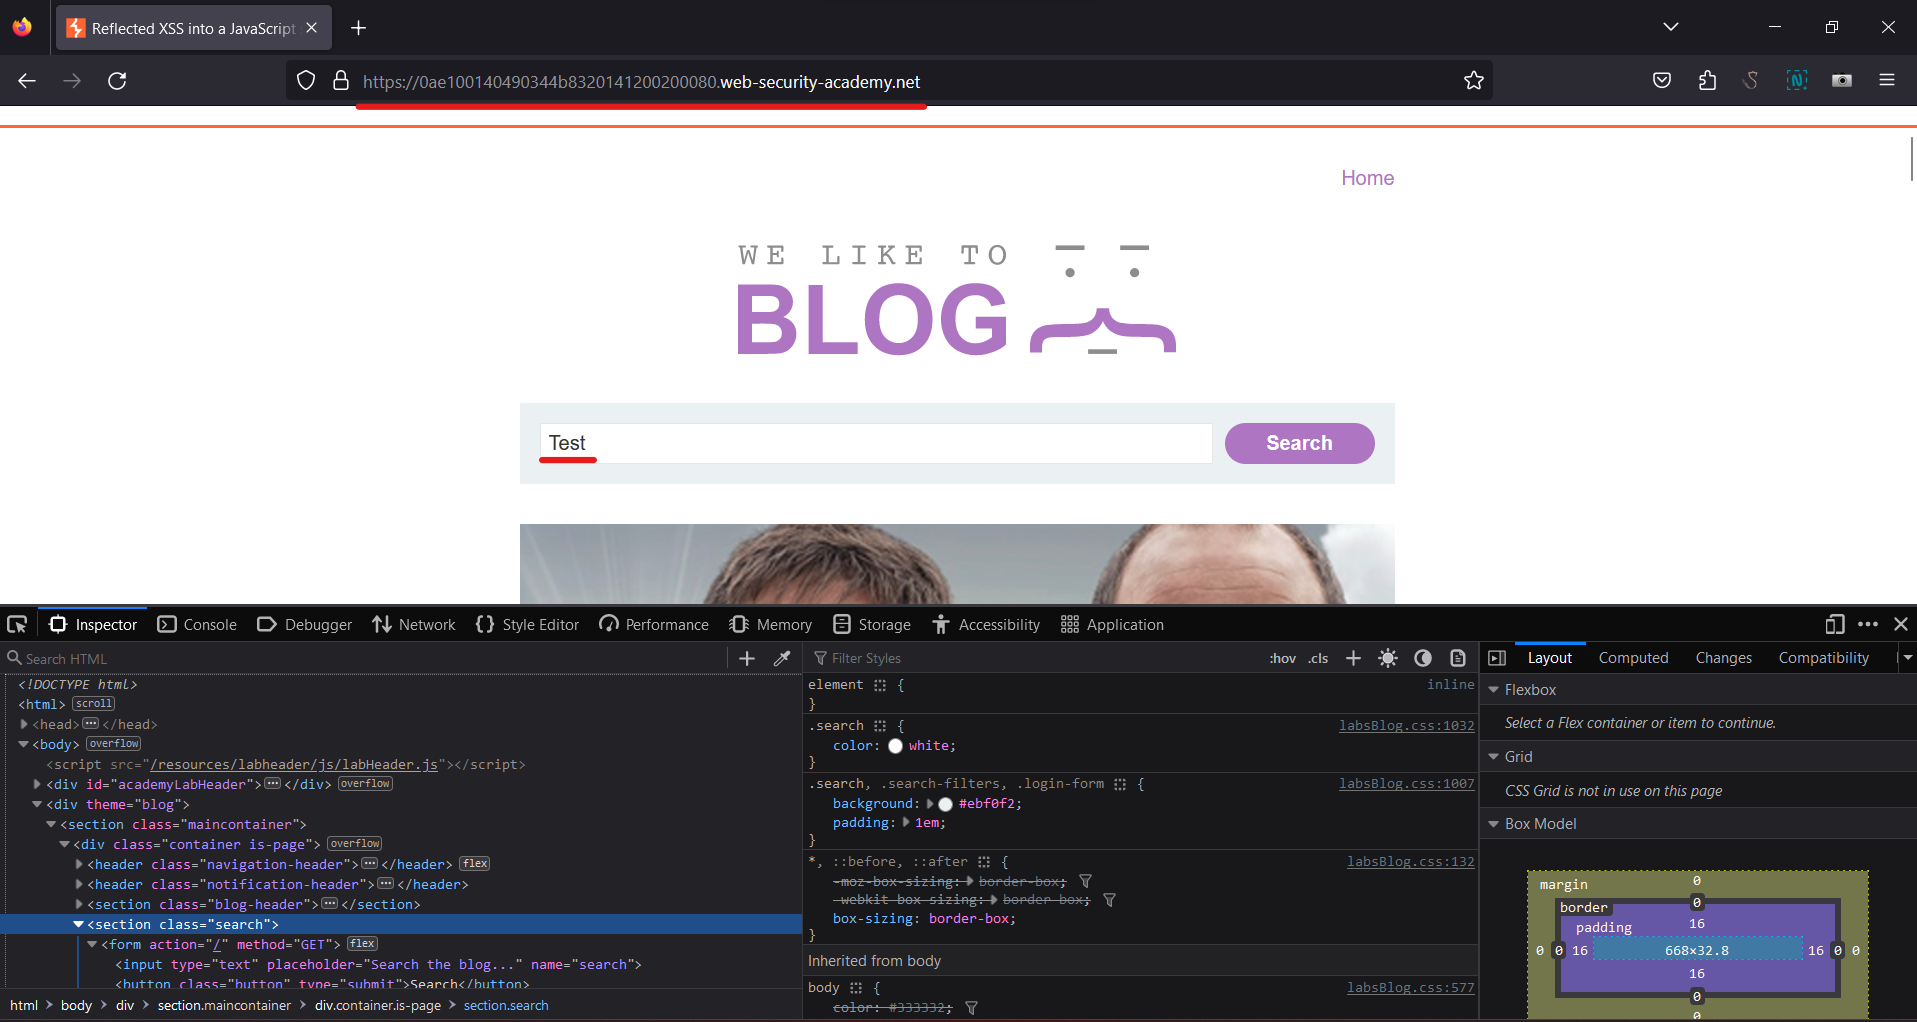 Reflected XSS into a JavaScript
https://0ae100140490344b8320141200200080.web-security-academy.net
Home
WE LIKE TO
BLOG
Test
Search
Inspector
Console
Debugger
Network
Style Editor
Performance
Memory
Storage
Accessibility
Application
Search HTML
<!DOCTYPE html>
<html> scroll
<head> ••• </head>
<body> overflow
<script src="/resources/labheader/js/labHeader.js"></script>
<div id="academyLabHeader"> ••• </div> overflow
<div theme="blog">
<section class="maincontainer">
<div class="container is-page"> overflow
<header class="navigation-header"> ••• </header> flex
<header class="notification-header"> ••• </header>
<section class="blog-header"> ••• </section>
<section class="search">
<form action="/" method="GET"> flex
<input type="text" placeholder="Search the blog..." name="search">
<button class="button" type="submit">Search</button>
html > body > div > section.maincontainer > div.container.is-page > section.search
Filter Styles
:hov .cls
element { inline
}
.search { labsBlog.css:1032
color: white;
}
.search, .search-filters, .login-form { labsBlog.css:1007
background: #ebf0f2;
padding: 1em;
}
*, ::before, ::after { labsBlog.css:132
-moz-box-sizing: border-box;
-webkit-box-sizing: border-box;
box-sizing: border-box;
}
Inherited from body
body { labsBlog.css:577
color: #333332;
Layout
Computed
Changes
Compatibility
Flexbox
Select a Flex container or item to continue.
Grid
CSS Grid is not in use on this page
Box Model
margin 0
border 0
padding 16
0 0 16 668×32.8 16 0 0
16
0
0